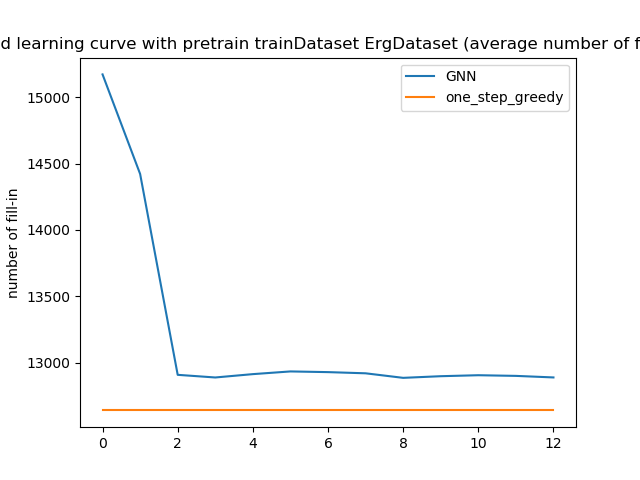 d learning curve with pretrain trainDataset ErgDataset (average number of f
GNN
one_step_greedy
number of fill-in
15000
14500
14000
13500
13000
0 2 4 6 8 10 12